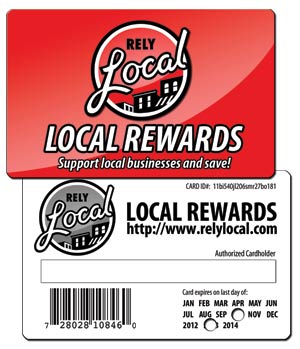 RELY
Local
LOCAL REWARDS
Support local businesses and save!
CARD ID#: 11bi540jl206smr27bo181
RELY
Local
LOCAL REWARDS
http://www.relylocal.com
Authorized Cardholder
Card expires on last day of:
JAN FEB MAR APR MAY JUN
JUL AUG SEP NOV DEC
2012 3 2014
7 28028 10846 0